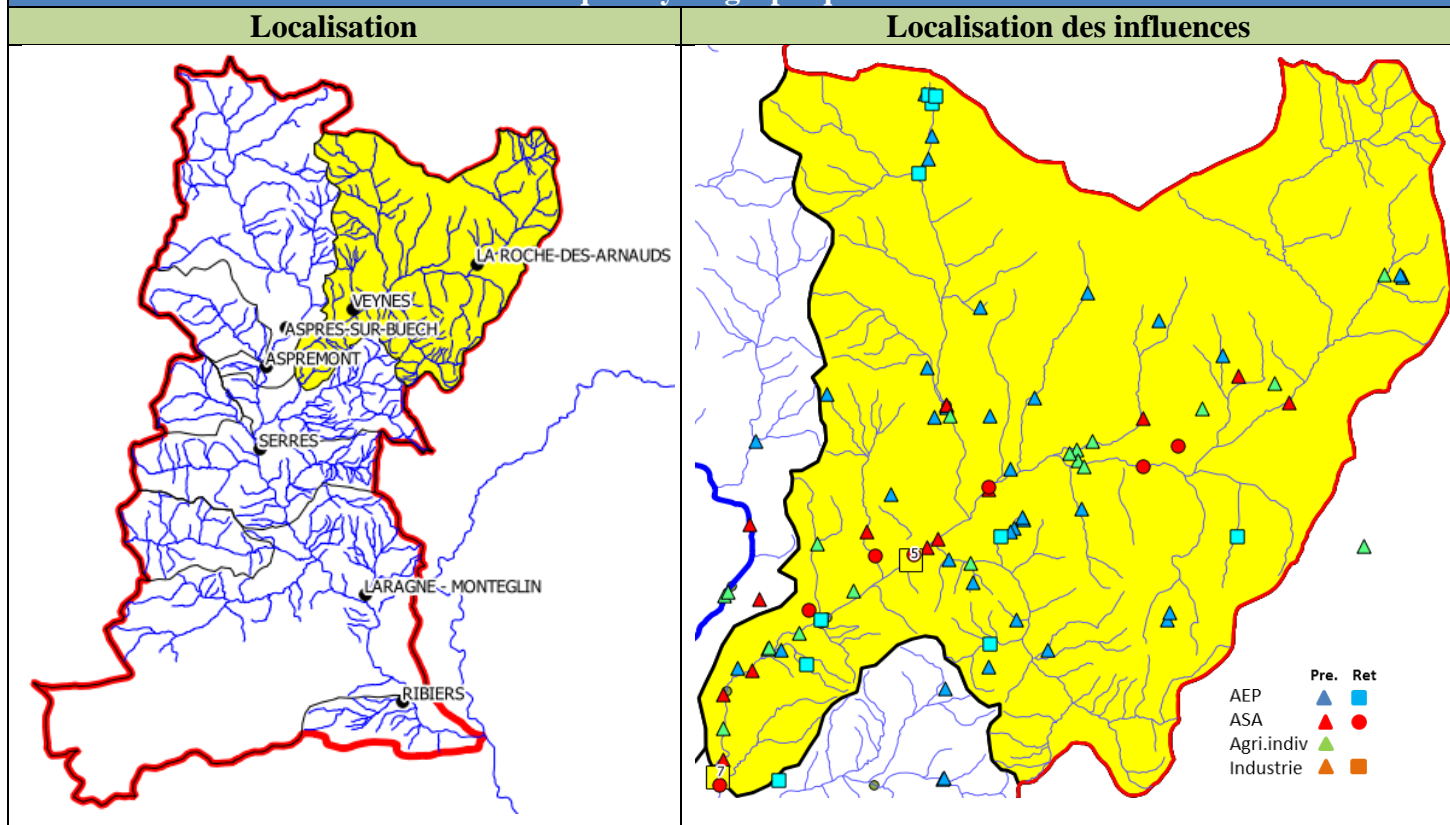 Localisation
Localisation des influences
LA ROCHE-DES-ARNAUDS
VEYNES
ASPRES-SUR-BUECH
ASPREMONT
SERRES
LARAGNE - MONTEGLIN
RIBIERS
5
7
Pre. Ret
AEP
ASA
Agri.indiv
Industrie